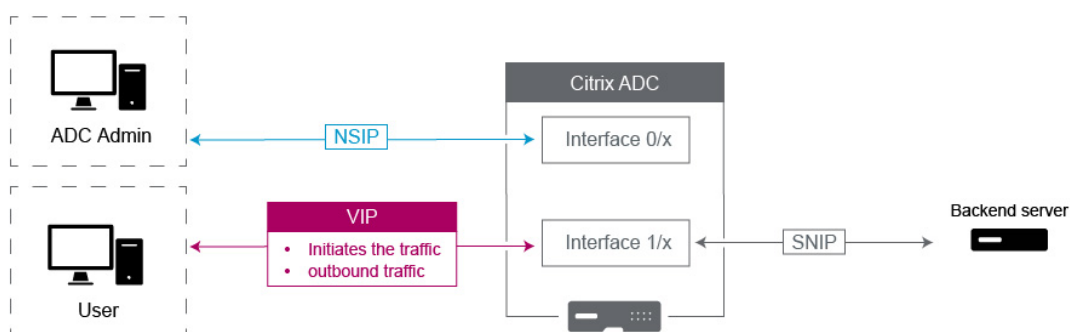 Citrix ADC
ADC Admin
NSIP
Interface 0/x
VIP
• Initiates the traffic
• outbound traffic
Interface 1/x
SNIP
Backend server
User